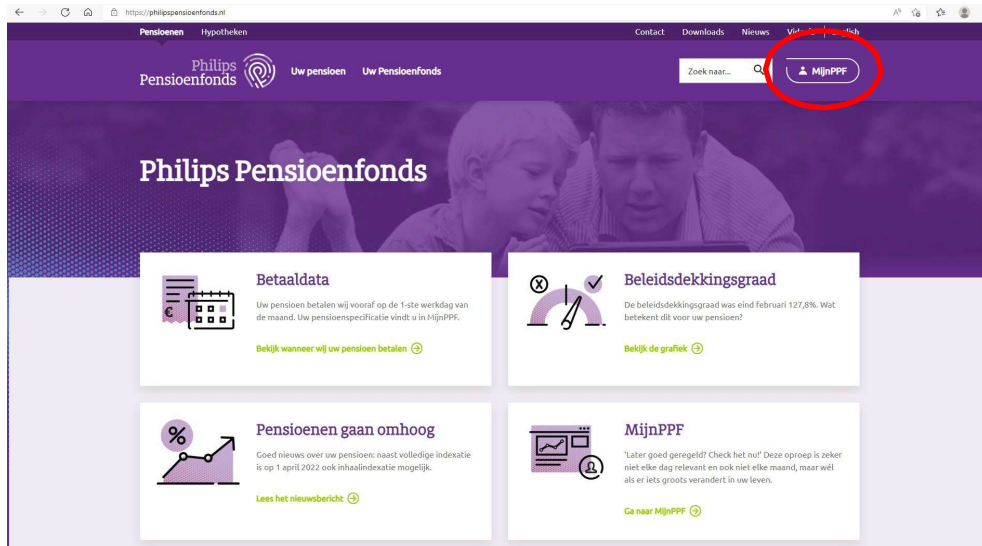 https://philipspensioenfonds.nl
Pensioenen Hypotheken Contact Downloads Nieuws
Philips
Pensioenfonds
Uw pensioen Uw Pensioenfonds Zoek naar... MijnPPF
Philips Pensioenfonds
Betaaldata
Uw pensioen betalen wij vooraf op de 1-ste werkdag van
de maand. Uw pensioenspecificatie vindt u in MijnPPF.
Bekijk wanneer wij uw pensioen betalen
Beleidsdekkingsgraad
De beleidsdekkingsgraad was eind februari 127,8%. Wat
betekent dit voor uw pensioen?
Bekijk de grafiek
Pensioenen gaan omhoog
Goed nieuws over uw pensioen: naast volledige indexatie
is op 1 april 2022 ook inhaalindexatie mogelijk.
Lees het nieuwsbericht
MijnPPF
'Later goed geregeld? Check het nu!' Deze oproep is zeker
niet elke dag relevant en ook niet elke maand, maar wél
als er iets groots verandert in uw leven.
Ga naar MijnPPF